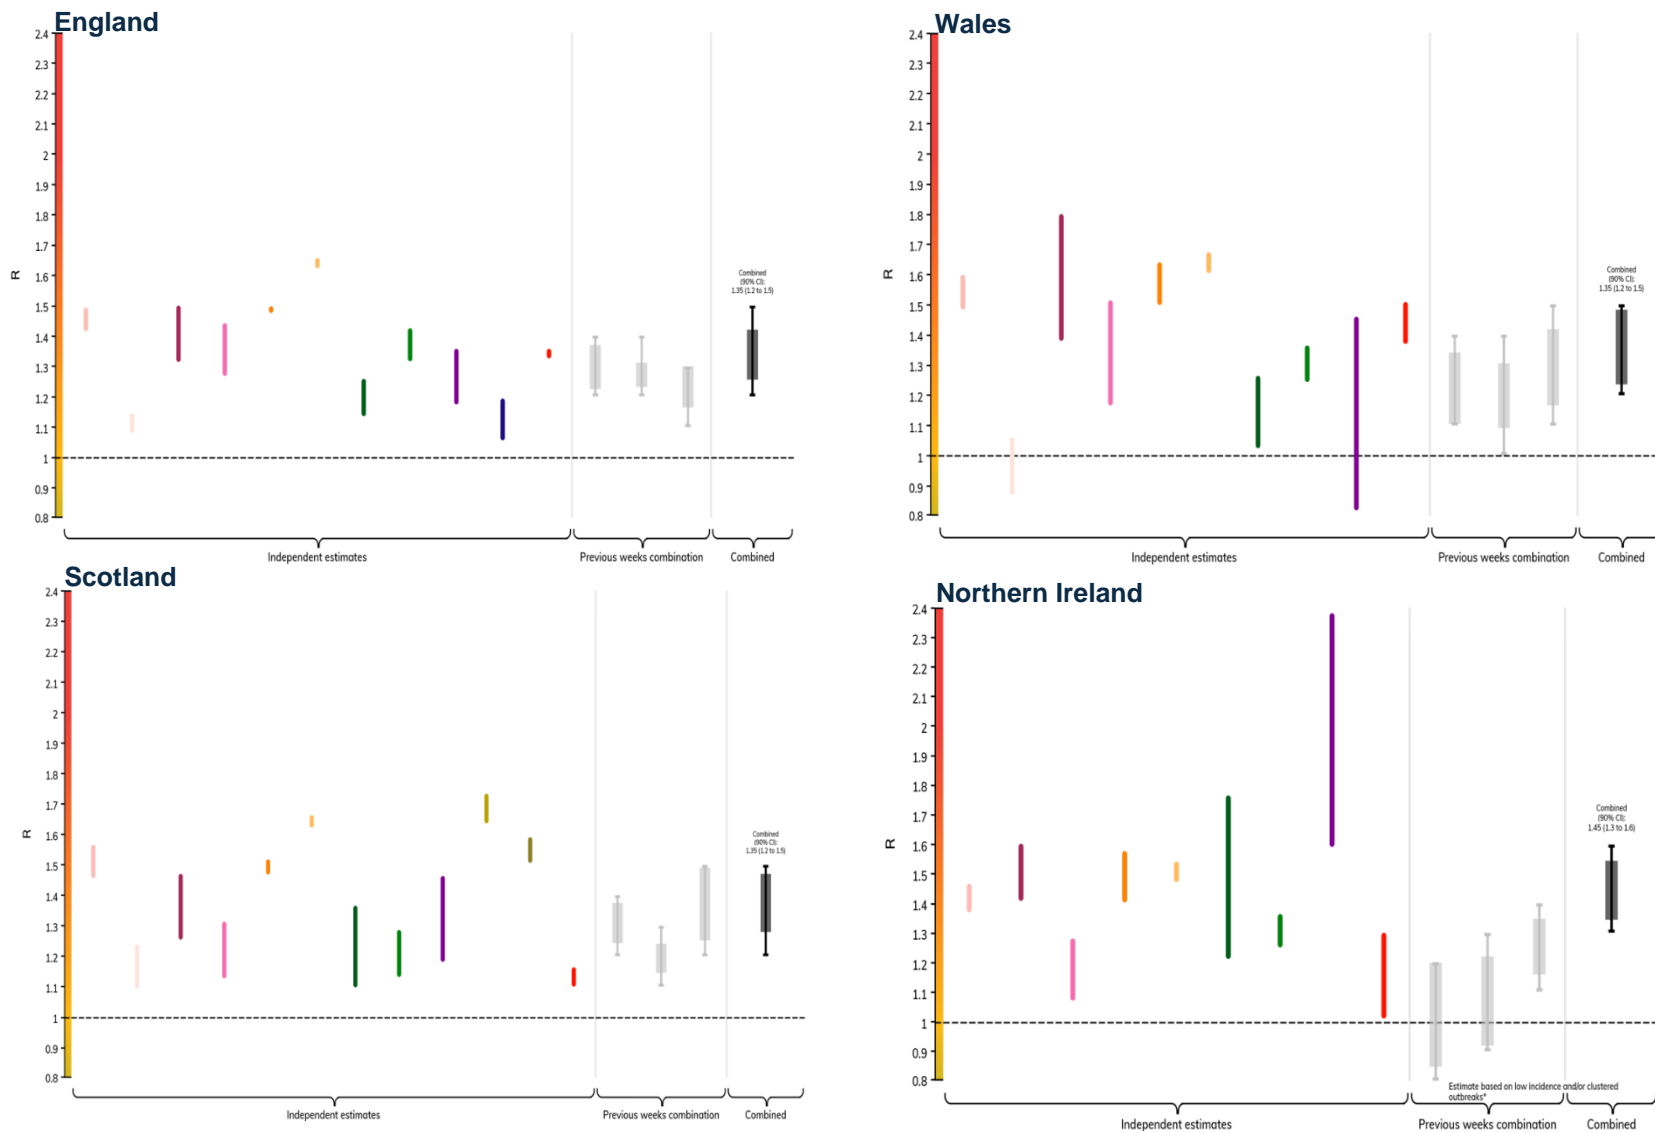 England
2.4
2.3
2.2
2.1
2
1.9
1.8
1.7
1.6
1.5
1.4
1.3
1.2
1.1
1
0.9
0.8
R
Combined
(90% CI):
1.35 (1.2 to 1.5)
Independent estimates
Previous weeks combination
Combined
Wales
2.4
2.3
2.2
2.1
2
1.9
1.8
1.7
1.6
1.5
1.4
1.3
1.2
1.1
1
0.9
0.8
R
Combined
(90% CI):
1.35 (1.2 to 1.5)
Independent estimates
Previous weeks combination
Combined
Scotland
2.4
2.3
2.2
2.1
2
1.9
1.8
1.7
1.6
1.5
1.4
1.3
1.2
1.1
1
0.9
0.8
R
Combined
(90% CI):
1.35 (1.2 to 1.5)
Independent estimates
Previous weeks combination
Combined
Northern Ireland
2.4
2.3
2.2
2.1
2
1.9
1.8
1.7
1.6
1.5
1.4
1.3
1.2
1.1
1
0.9
0.8
R
Combined
(90% CI):
1.45 (1.3 to 1.6)
Estimate based on low incidence and/or clustered
outbreaks*
Independent estimates
Previous weeks combination
Combined